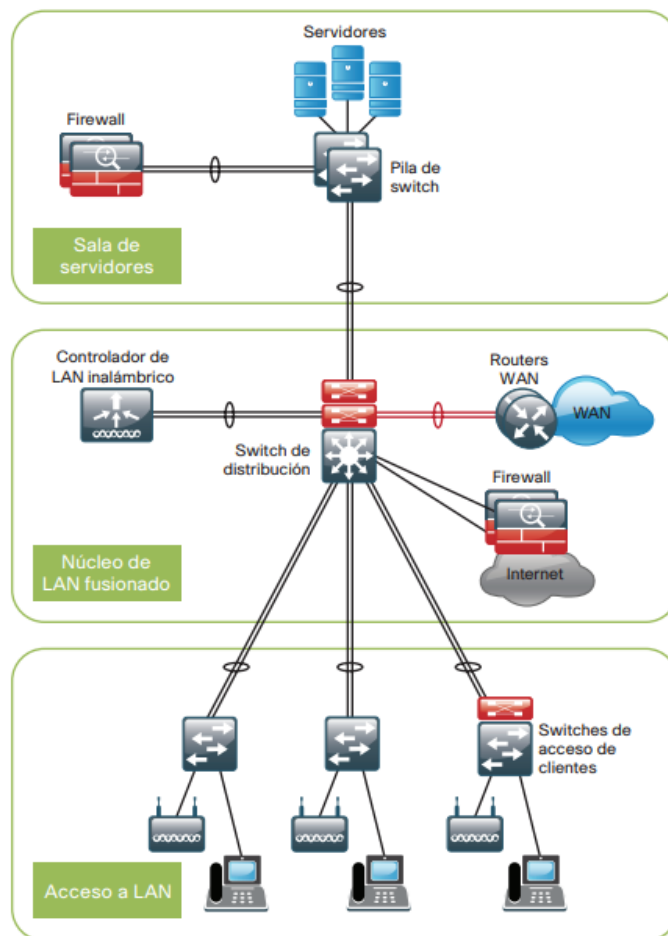 Servidores
Firewall
Pila de
switch
Sala de
servidores
Controlador de
LAN inalámbrico
Routers
WAN
WAN
Switch de
distribución
Firewall
Internet
Núcleo de
LAN fusionado
Switches de
acceso de
clientes
Acceso a LAN